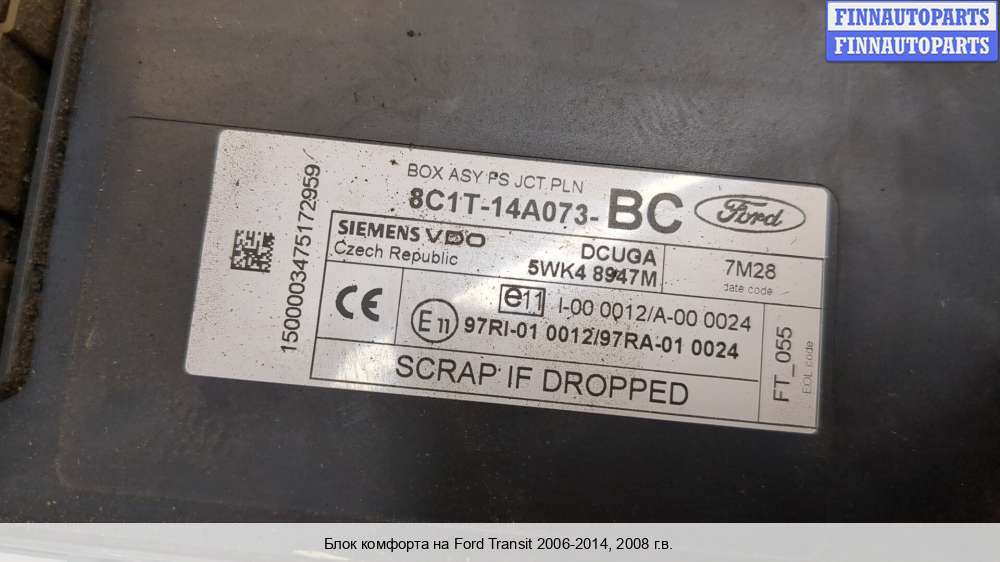 FINNAUTOPARTS
FINNAUTOPARTS
BOX ASY PS JCT PLN
8C1T-14A073-BC
Ford
SIEMENS VDO
Czech Republic
DCUGA
5WK4 8947M
7M28
date code
1500003475172959
CE
e11 I-00 0012/A-00 0024
E11 97RI-01 0012/97RA-01 0024
SCRAP IF DROPPED
FT_055
EOL code
Блок комфорта на Ford Transit 2006-2014, 2008 г.в.